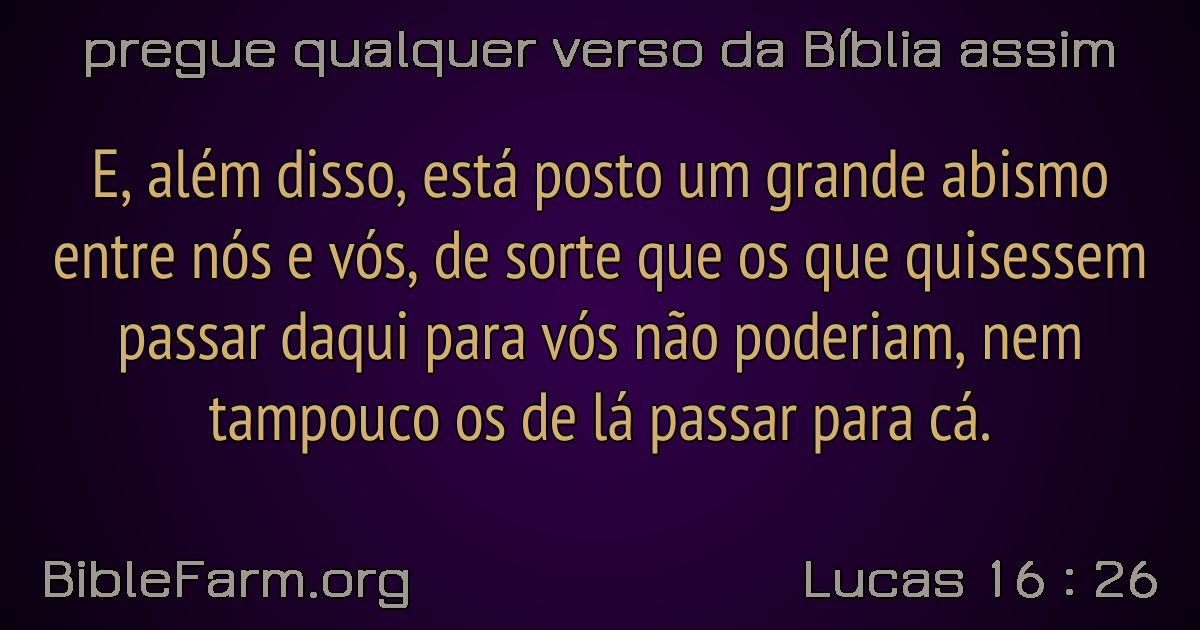 pregue qualquer verso da Bíblia assim
E, além disso, está posto um grande abismo
entre nós e vós, de sorte que os que quisessem
passar daqui para vós não poderiam, nem
tampouco os de lá passar para cá.
BibleFarm.org
Lucas 16 : 26